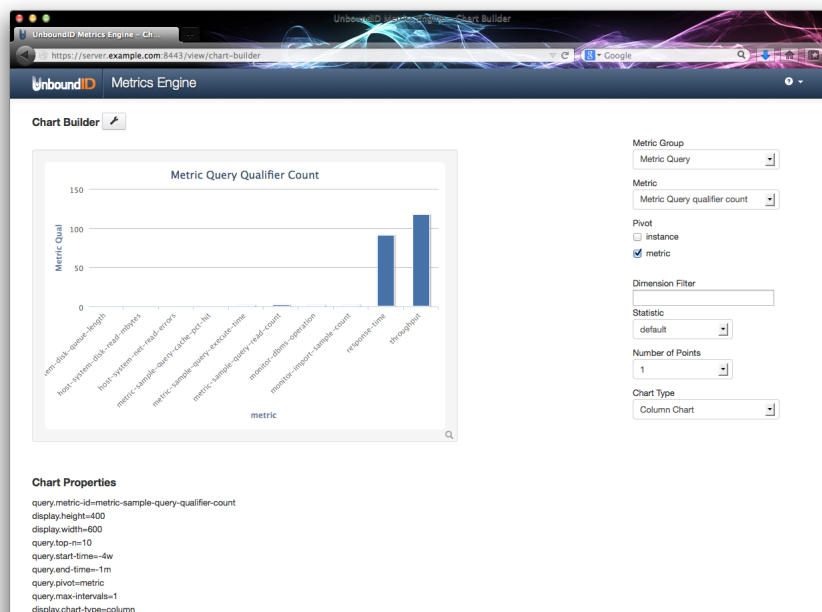 UnboundID Metrics Engine – Chart Builder
UnboundID Metrics Engine – Ch...
https://server.example.com:8443/view/chart-builder
Google
UnboundID Metrics Engine
Chart Builder
Metric Query Qualifier Count
150
100
50
0
Metric Qual
em-disk-queue-length
host-system-disk-read-mbytes
host-system-net-read-errors
metric-sample-query-cache-pct-hit
metric-sample-query-execute-time
metric-sample-query-read-count
monitor-dbms-operation
monitor-import-sample-count
response-time
throughput
metric
Metric Group
Metric Query
Metric
Metric Query qualifier count
Pivot
instance
metric
Dimension Filter
Statistic
default
Number of Points
1
Chart Type
Column Chart
Chart Properties
query.metric-id=metric-sample-query-qualifier-count
display.height=400
display.width=600
query.top-n=10
query.start-time=-4w
query.end-time=-1m
query.pivot=metric
query.max-intervals=1
display.chart-type=column